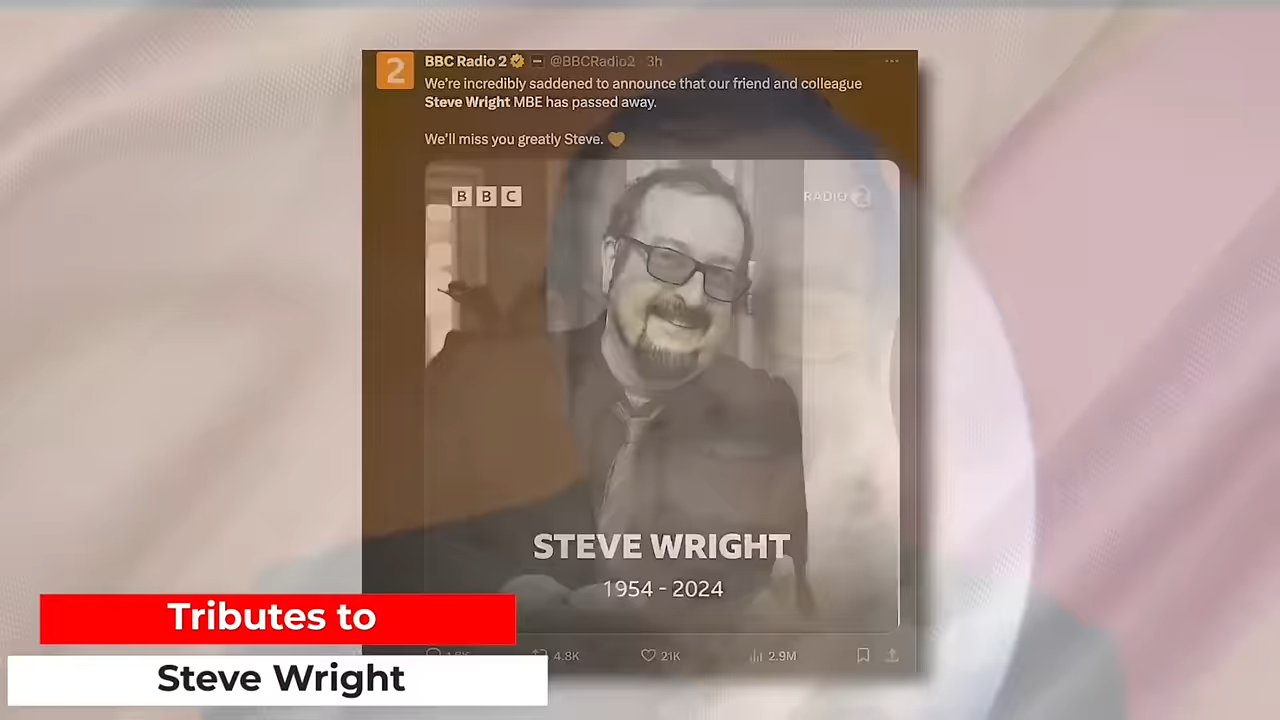 2 BBC Radio 2 @BBCRadio2 · 3h
We're incredibly saddened to announce that our friend and colleague
Steve Wright MBE has passed away.
We'll miss you greatly Steve. 🧡
BBC
RADIO 2
STEVE WRIGHT
1954 - 2024
4.8K 21K 2.9M
Tributes to
Steve Wright